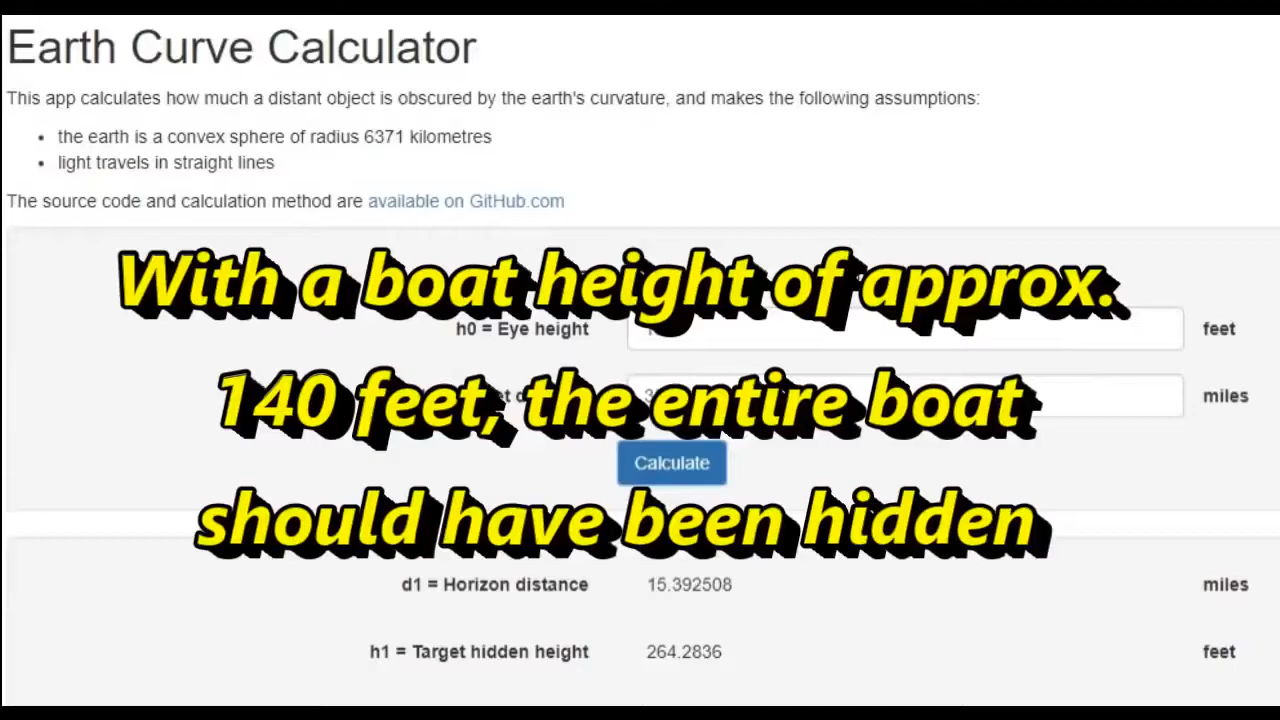 Earth Curve Calculator
This app calculates how much a distant object is obscured by the earth's curvature, and makes the following assumptions:
• the earth is a convex sphere of radius 6371 kilometres
• light travels in straight lines
The source code and calculation method are available on GitHub.com
With a boat height of approx.
h0 = Eye height feet
140 feet, the entire boat
miles
Calculate
should have been hidden
d1 = Horizon distance 15.392508 miles
h1 = Target hidden height 264.2836 feet